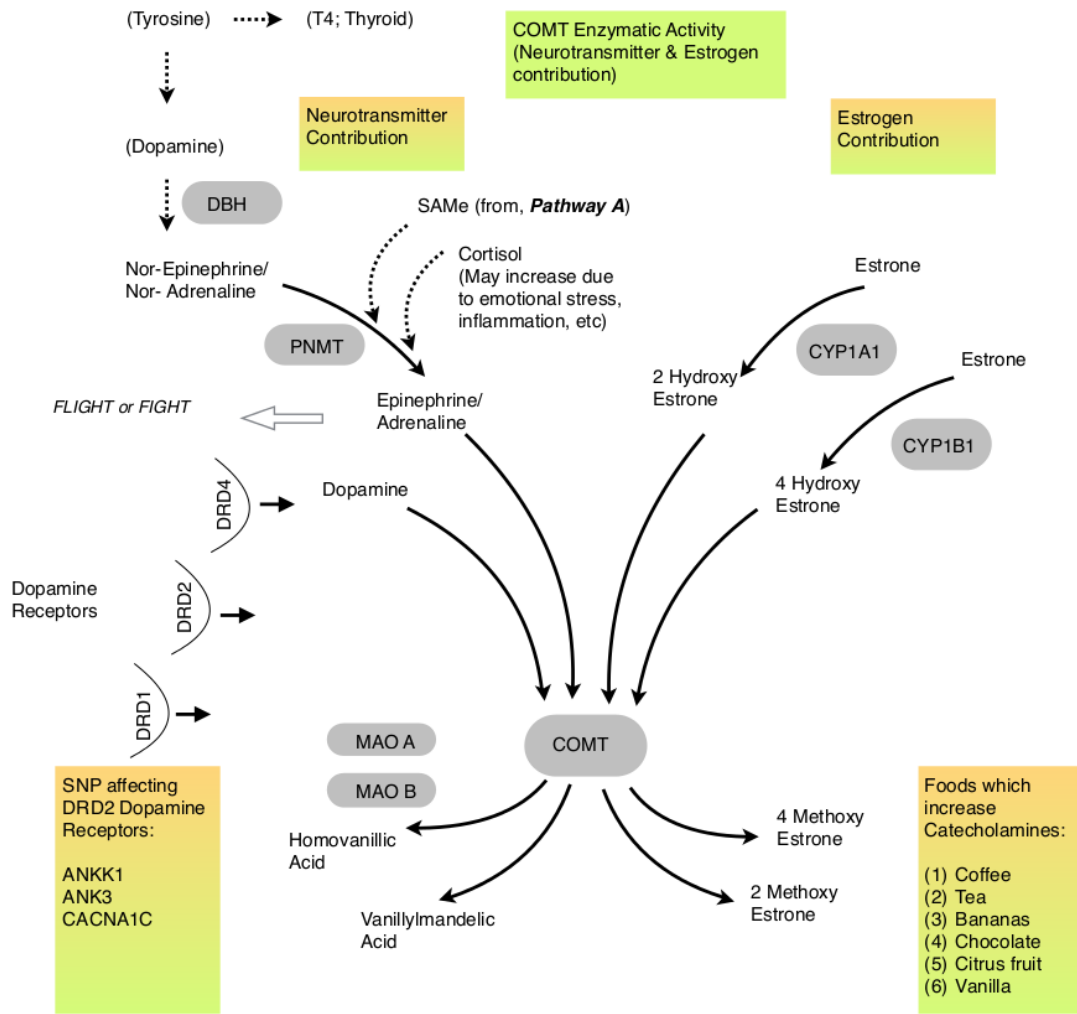 (Tyrosine)
(T4; Thyroid)
COMT Enzymatic Activity
(Neurotransmitter & Estrogen
contribution)
Neurotransmitter
Contribution
Estrogen
Contribution
(Dopamine)
DBH
SAMe (from, Pathway A)
Nor-Epinephrine/
Nor- Adrenaline
Cortisol
(May increase due
to emotional stress,
inflammation, etc)
Estrone
PNMT
CYP1A1
2 Hydroxy
Estrone
Estrone
FLIGHT or FIGHT
Epinephrine/
Adrenaline
CYP1B1
DRD4
Dopamine
4 Hydroxy
Estrone
Dopamine
Receptors
DRD2
DRD1
MAO A
COMT
MAO B
SNP affecting
DRD2 Dopamine
Receptors:
ANKK1
ANK3
CACNA1C
Homovanillic
Acid
4 Methoxy
Estrone
Vanillylmandelic
Acid
2 Methoxy
Estrone
Foods which
increase
Catecholamines:
(1) Coffee
(2) Tea
(3) Bananas
(4) Chocolate
(5) Citrus fruit
(6) Vanilla